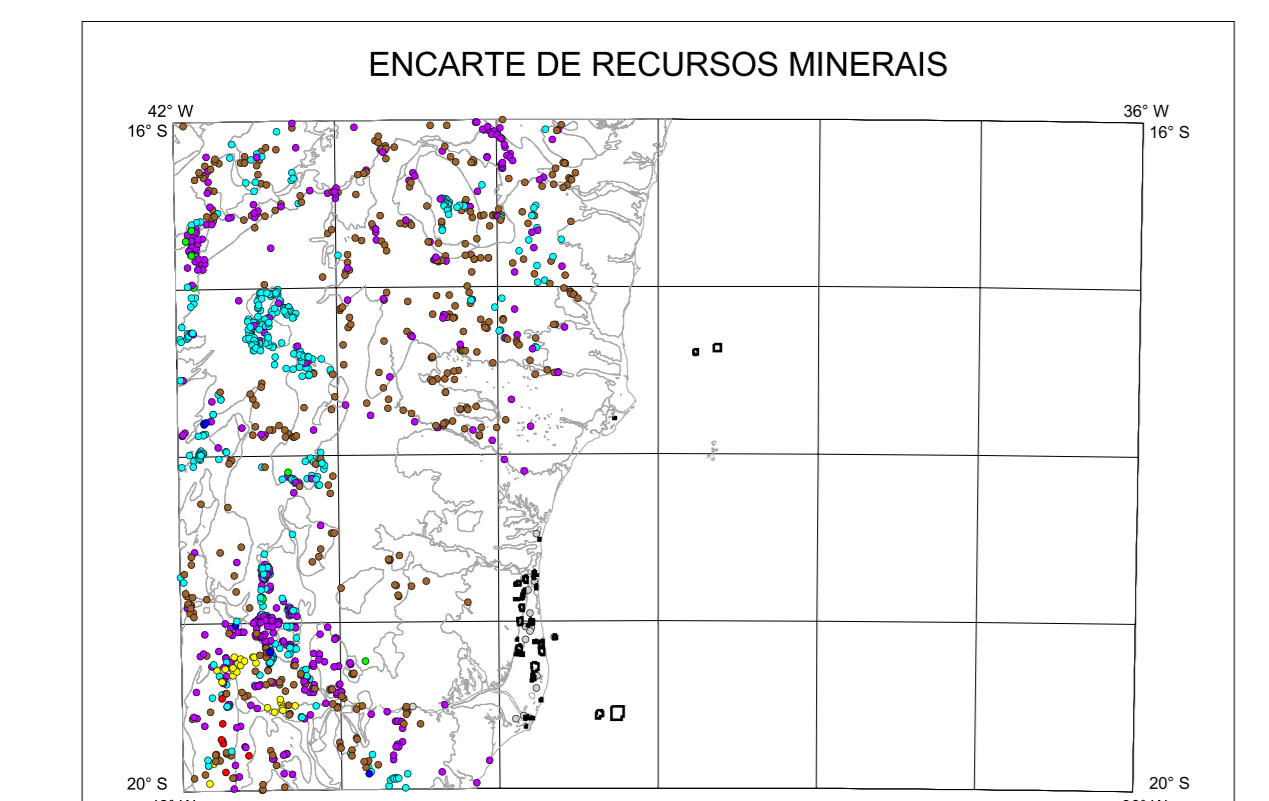 ENCARTE DE RECURSOS MINERAIS
42° W
36° W
16° S
16° S
20° S
20° S